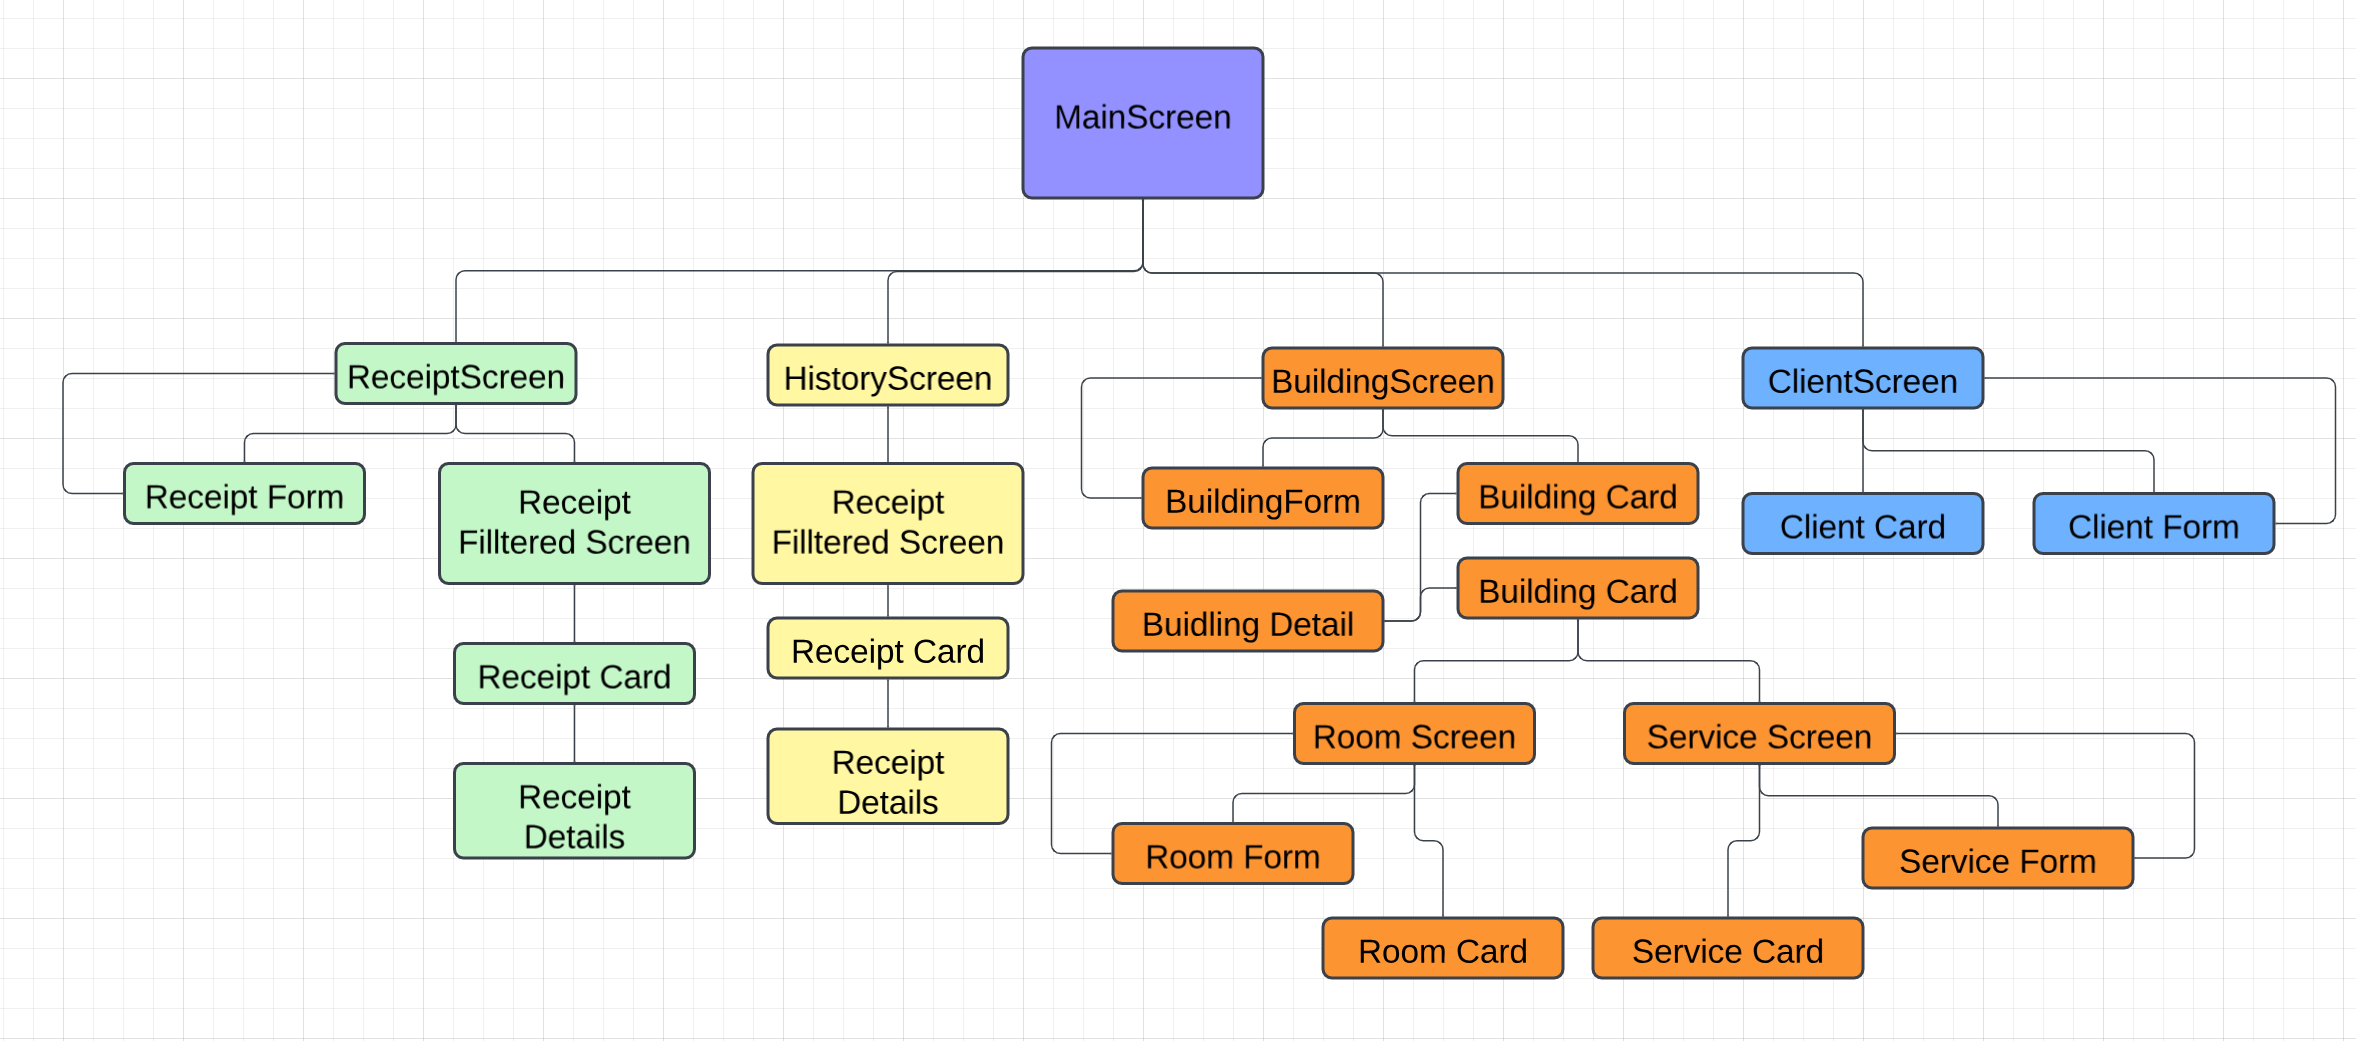 MainScreen
ReceiptScreen
HistoryScreen
BuildingScreen
ClientScreen
Receipt Form
Receipt
Filltered Screen
Receipt
Filltered Screen
BuildingForm
Building Card
Client Card
Client Form
Buidling Detail
Building Card
Receipt Card
Receipt Card
Room Screen
Service Screen
Receipt
Details
Receipt
Details
Room Form
Service Form
Room Card
Service Card